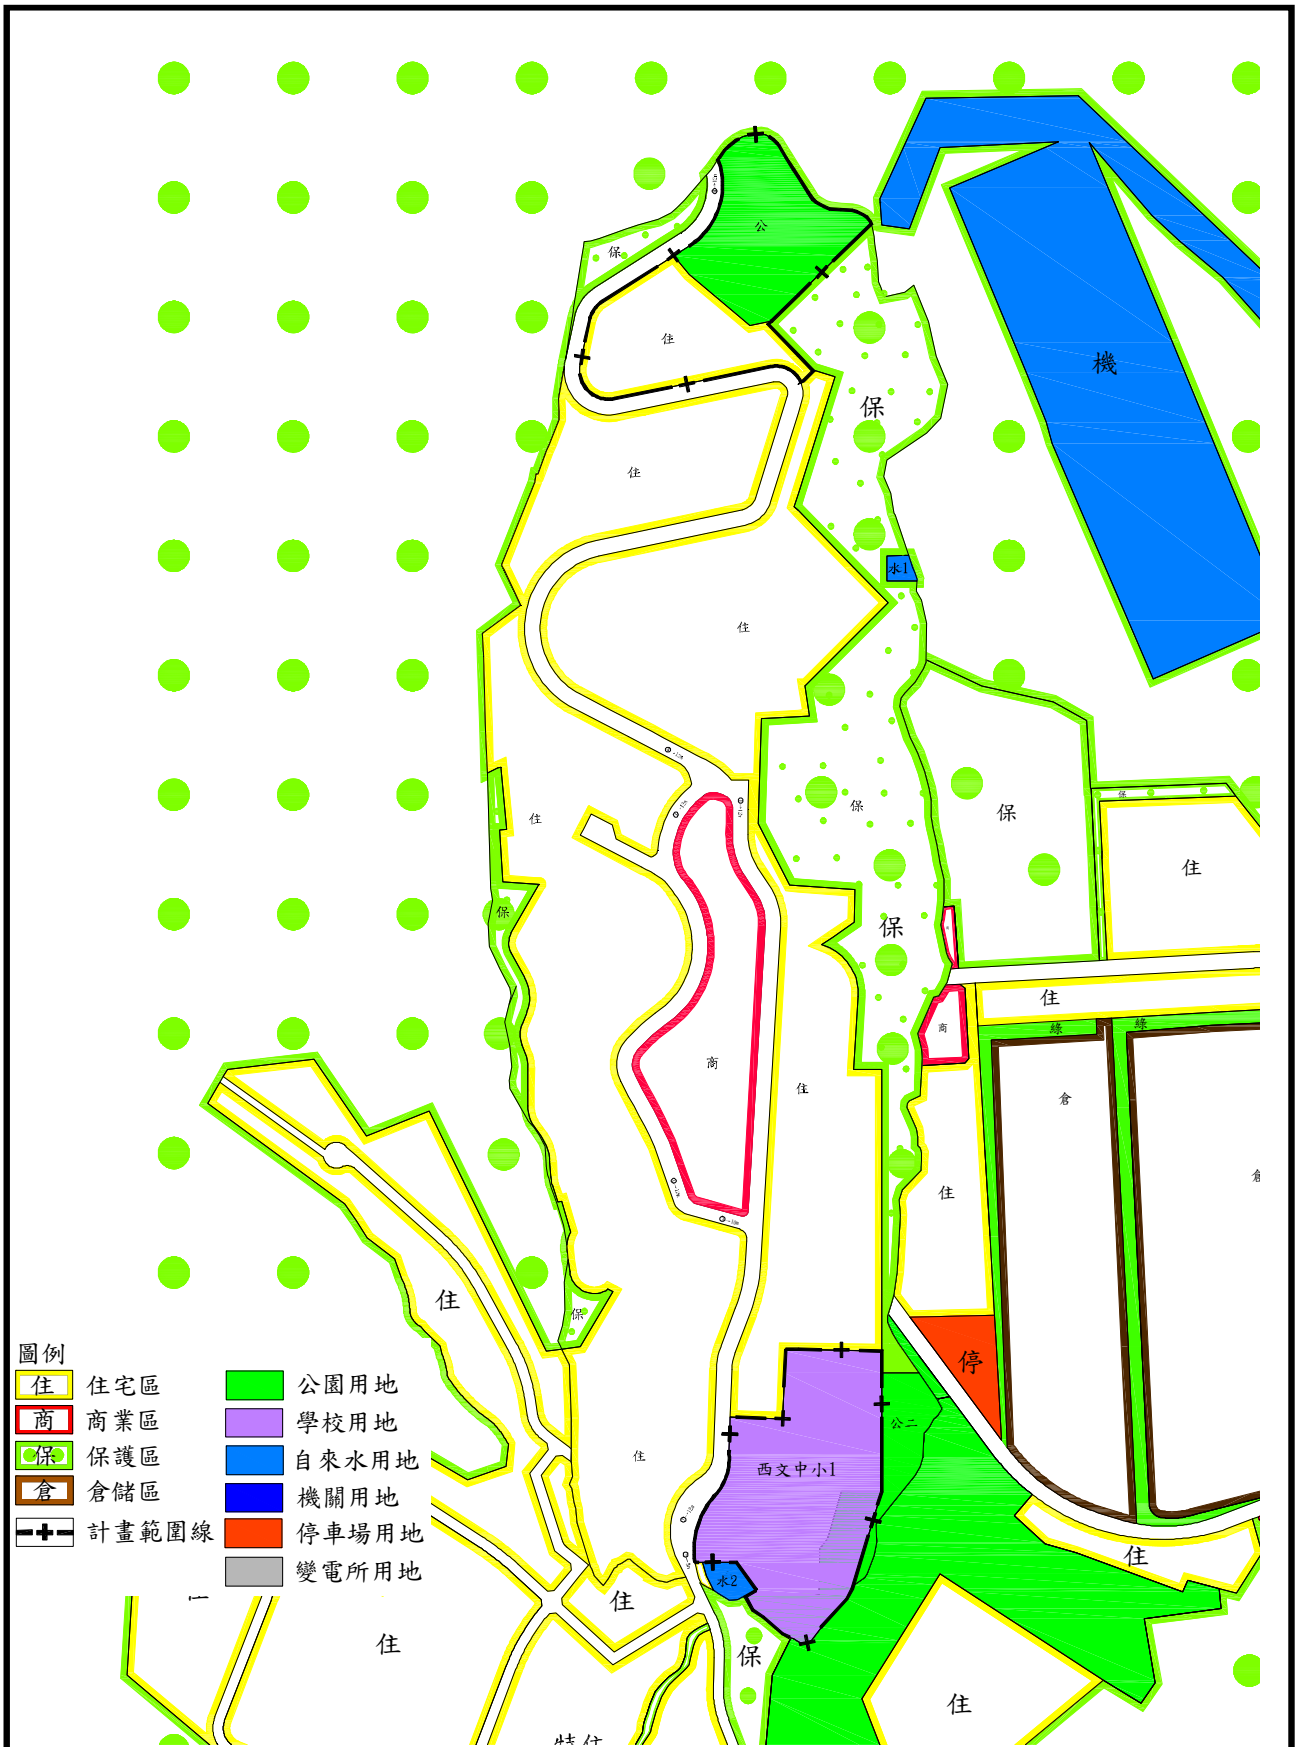 公
保
住
機
保
住
水1
住
保
保
保
住
住
保
保
住
綠
綠
商
商
住
倉
倉
住
住
保
停
公二
住
西文中小1
水2
住
住
住
保
住
特住
圖例
住 住宅區
商 商業區
保 保護區
倉 倉儲區
計畫範圍線
公園用地
學校用地
自來水用地
機關用地
停車場用地
變電所用地